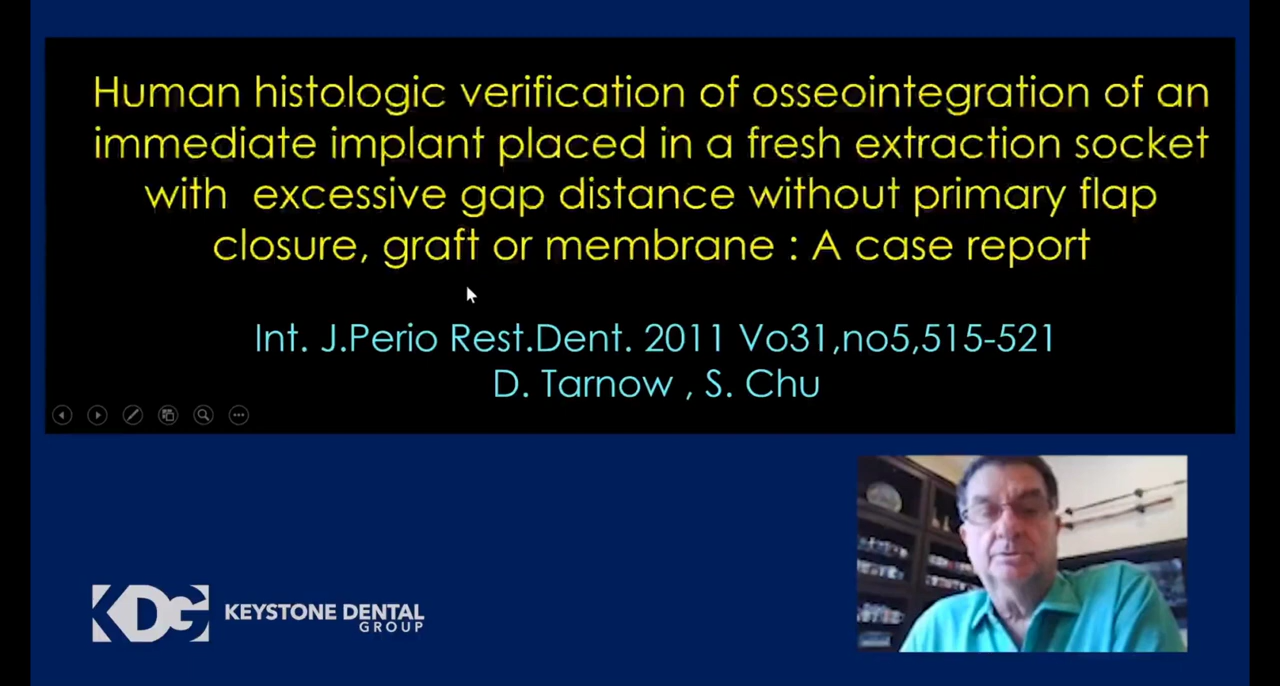 Human histologic verification of osseointegration of an
immediate implant placed in a fresh extraction socket
with excessive gap distance without primary flap
closure, graft or membrane : A case report
Int. J.Perio Rest.Dent. 2011 Vo31,no5,515-521
D. Tarnow , S. Chu
KDG KEYSTONE DENTAL
GROUP